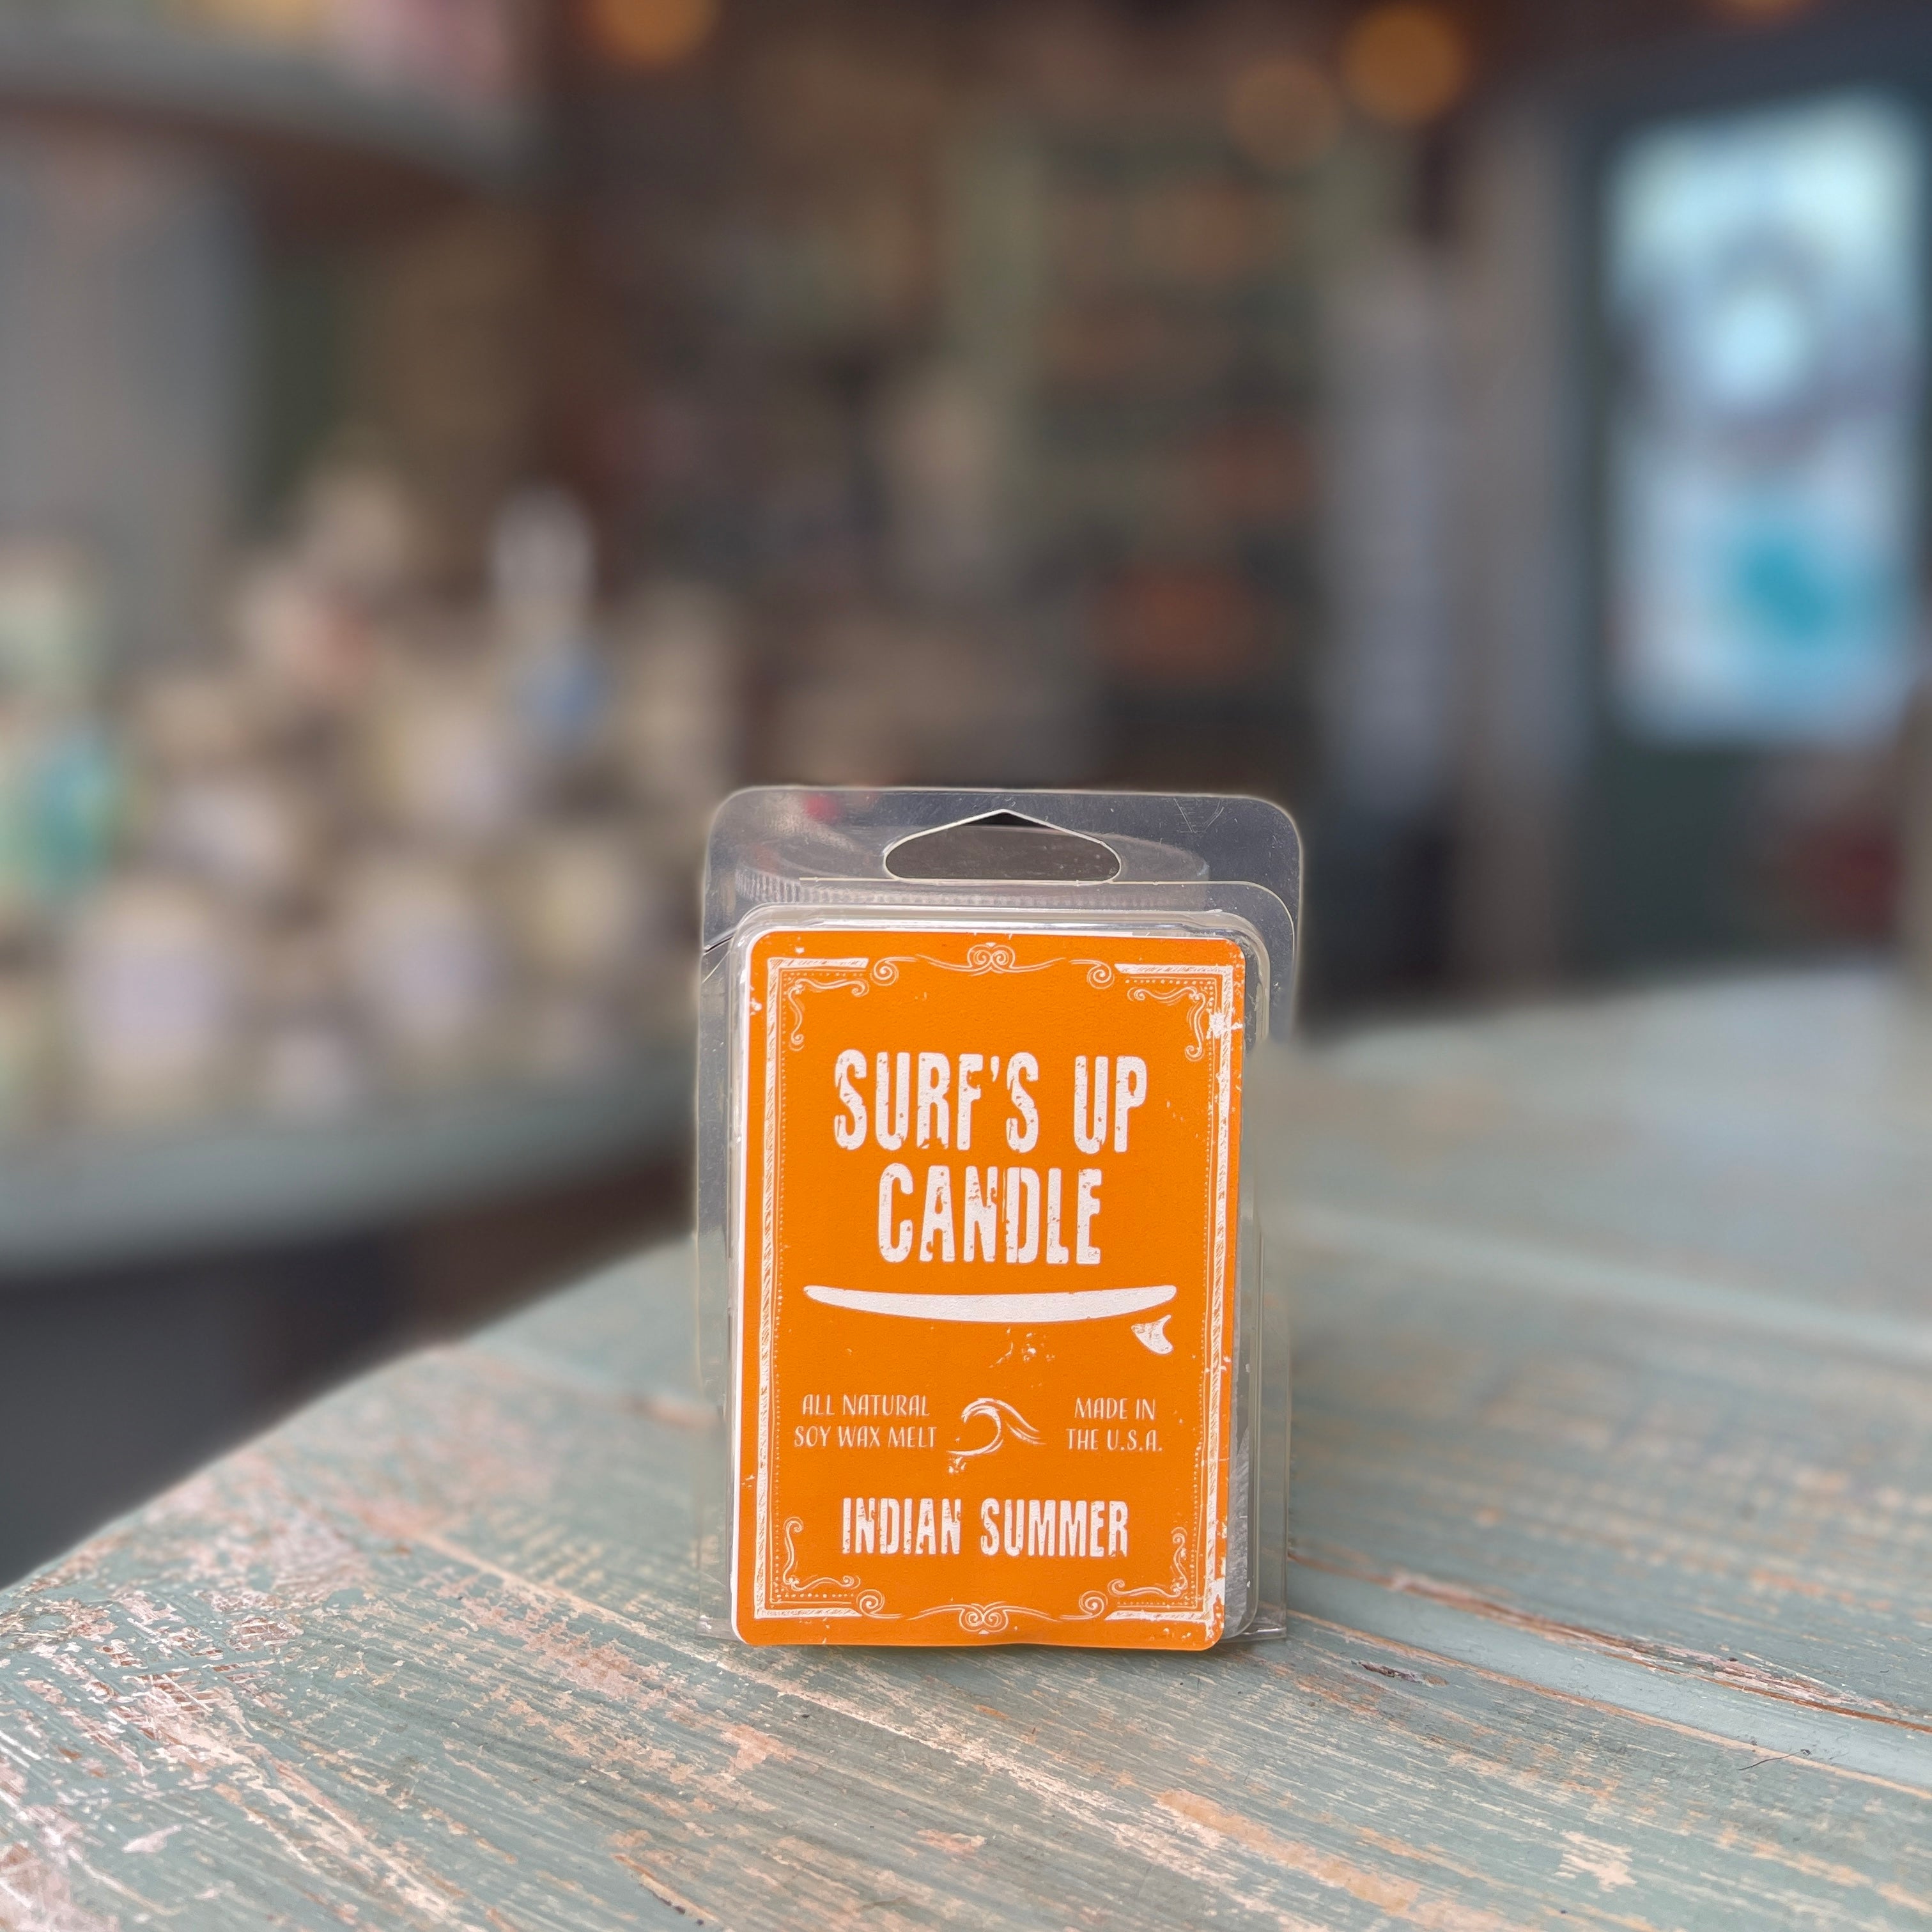 SURF'S UP
CANDLE
ALL NATURAL
SOY WAX MELT
MADE IN
THE U.S.A.
INDIAN SUMMER